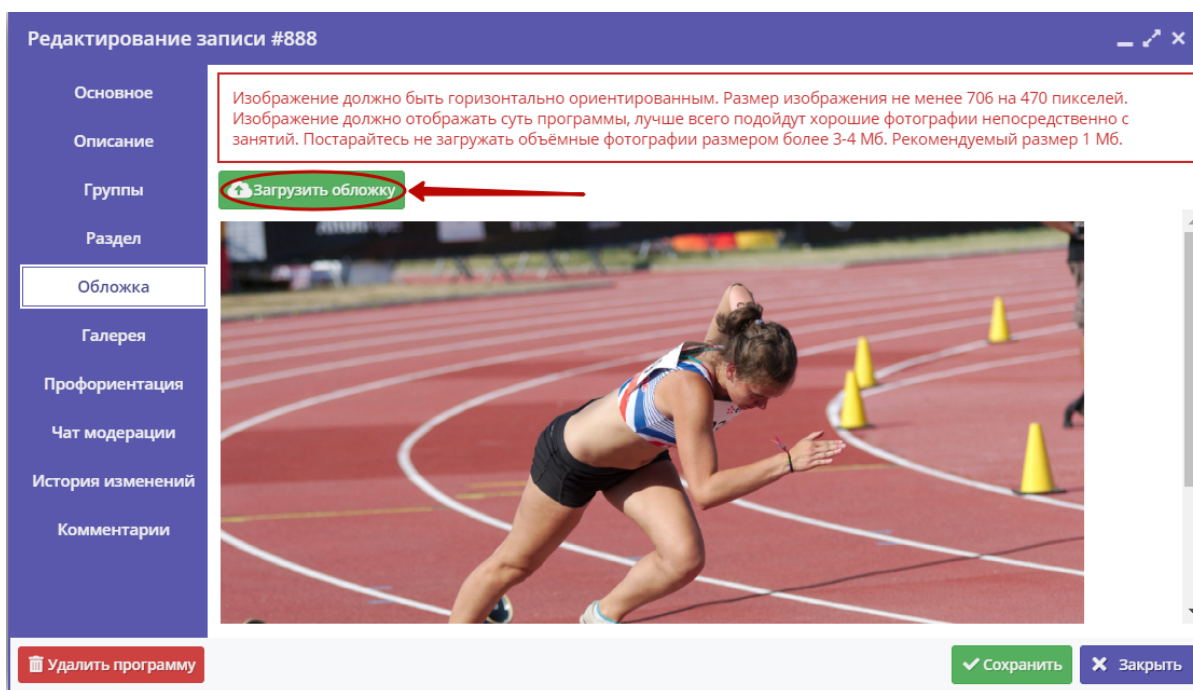 Редактирование записи #888
Основное
Описание
Группы
Раздел
Обложка
Галерея
Профориентация
Чат модерации
История изменений
Комментарии
Изображение должно быть горизонтально ориентированным. Размер изображения не менее 706 на 470 пикселей.
Изображение должно отображать суть программы, лучше всего подойдут хорошие фотографии непосредственно с
занятий. Постарайтесь не загружать объёмные фотографии размером более 3-4 Мб. Рекомендуемый размер 1 Мб.
Загрузить обложку
Удалить программу
Сохранить
Закрыть